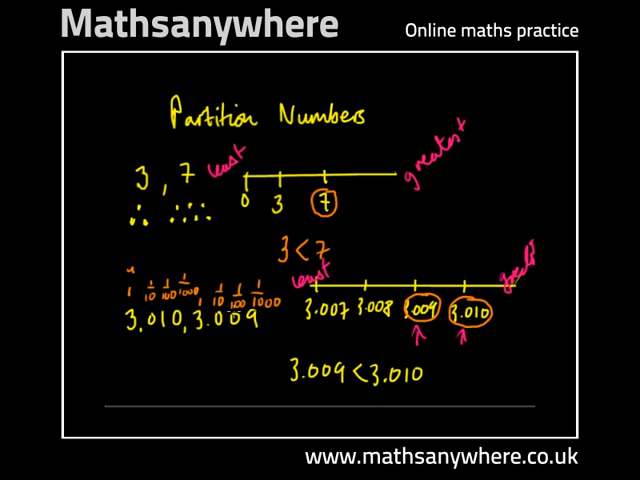 Mathsanywhere
Online maths practice
Partition Numbers
3, 7
least
greatest
0 3 7
3 < 7
1 1/10 1/100 1/1000 1 1/10 1/100 1/1000
3.010, 3.009
least
3.007 3.008 3.009 3.010
3.009 < 3.010
www.mathsanywhere.co.uk